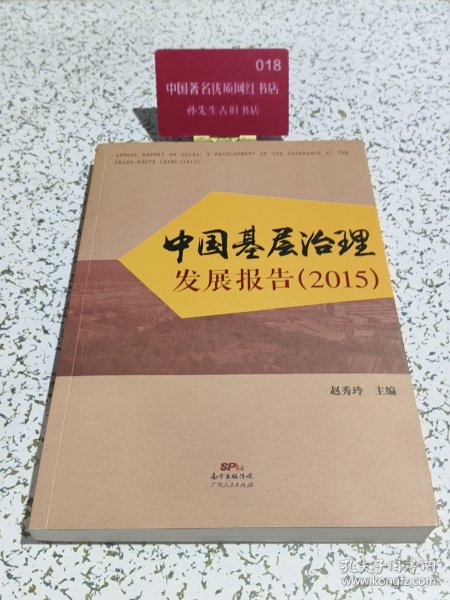 018
中国著名优质网红书店
孙先生古旧书店
ANNUAL REPORT ON CHINA'S DEVELOPMENT OF THE GOVERNANCE AT THE
GRASS-ROOTS LEVEL(2015)
中国基层治理
发展报告(2015)
赵秀玲 主编
SPM
南方出版传媒
广东人民出版社
孔夫子旧书网
www.kongfz.com